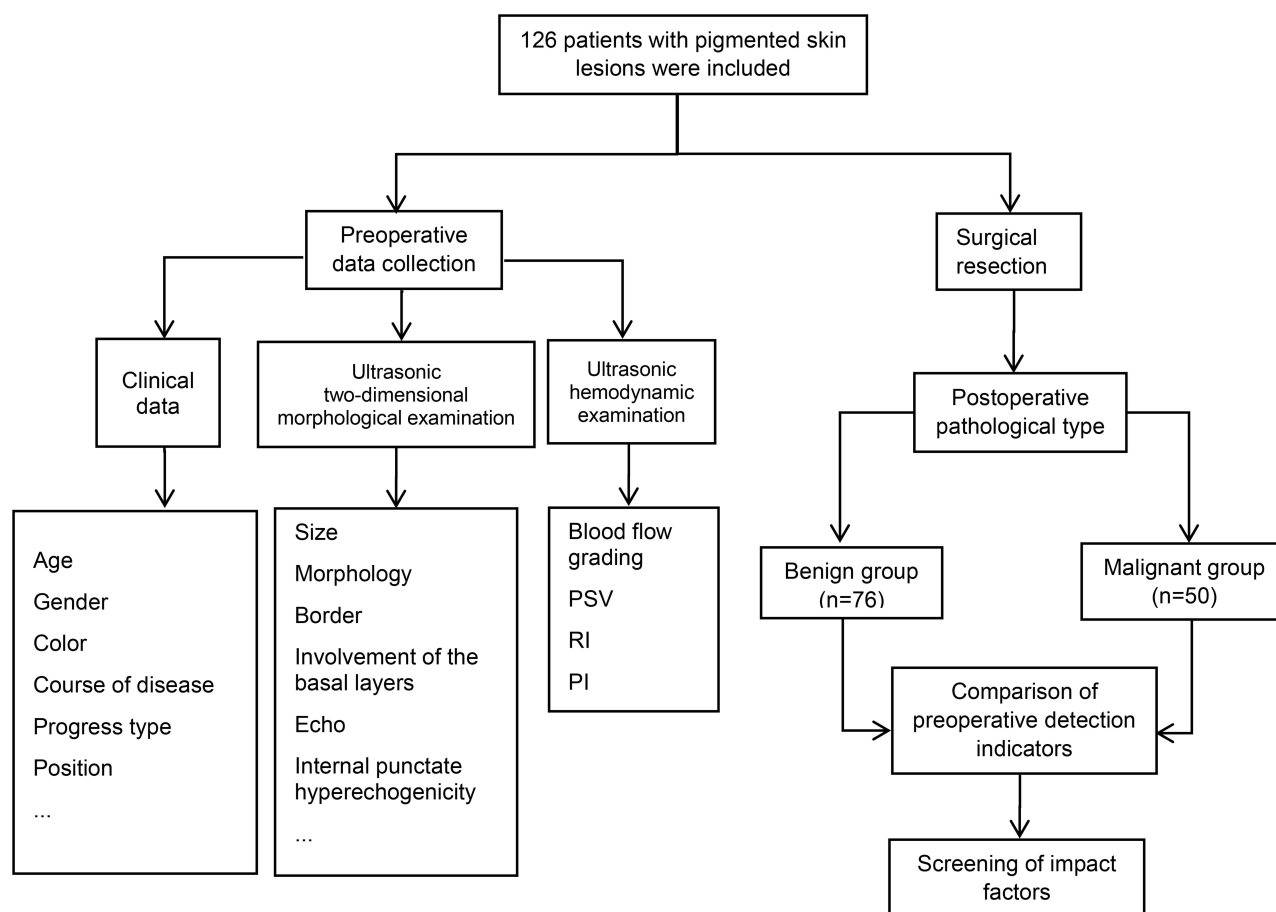 126 patients with pigmented skin
lesions were included
Preoperative
data collection
Surgical
resection
Clinical
data
Ultrasonic
two-dimensional
morphological examination
Ultrasonic
hemodynamic
examination
Postoperative
pathological type
Age
Gender
Color
Course of disease
Progress type
Position
...
Size
Morphology
Border
Involvement of the
basal layers
Echo
Internal punctate
hyperechogenicity
...
Blood flow
grading
PSV
RI
PI
Benign group
(n=76)
Malignant group
(n=50)
Comparison of
preoperative detection
indicators
Screening of impact
factors